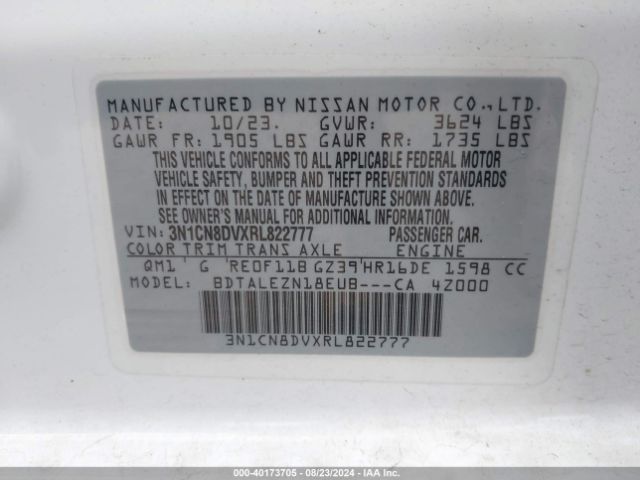 MANUFACTURED BY NISSAN MOTOR CO., LTD.
DATE: 10/23. GVWR: 3624 LBS
GAWR FR: 1905 LBS GAWR RR: 1735 LBS
THIS VEHICLE CONFORMS TO ALL APPLICABLE FEDERAL MOTOR
VEHICLE SAFETY, BUMPER AND THEFT PREVENTION STANDARDS
IN EFFECT ON THE DATE OF MANUFACTURE SHOWN ABOVE.
SEE OWNER'S MANUAL FOR ADDITIONAL INFORMATION.
VIN: 3N1CN8DVXRL822777 PASSENGER CAR.
COLOR TRIM TRANS AXLE ENGINE
QM1' G 'RE0F11B GZ39'HR16DE 1598 CC
MODEL: BDTALEZN18EUB---CA 4Z000
3N1CN8DVXRL822777
000-40173705 - 08/23/2024 - IAA Inc.